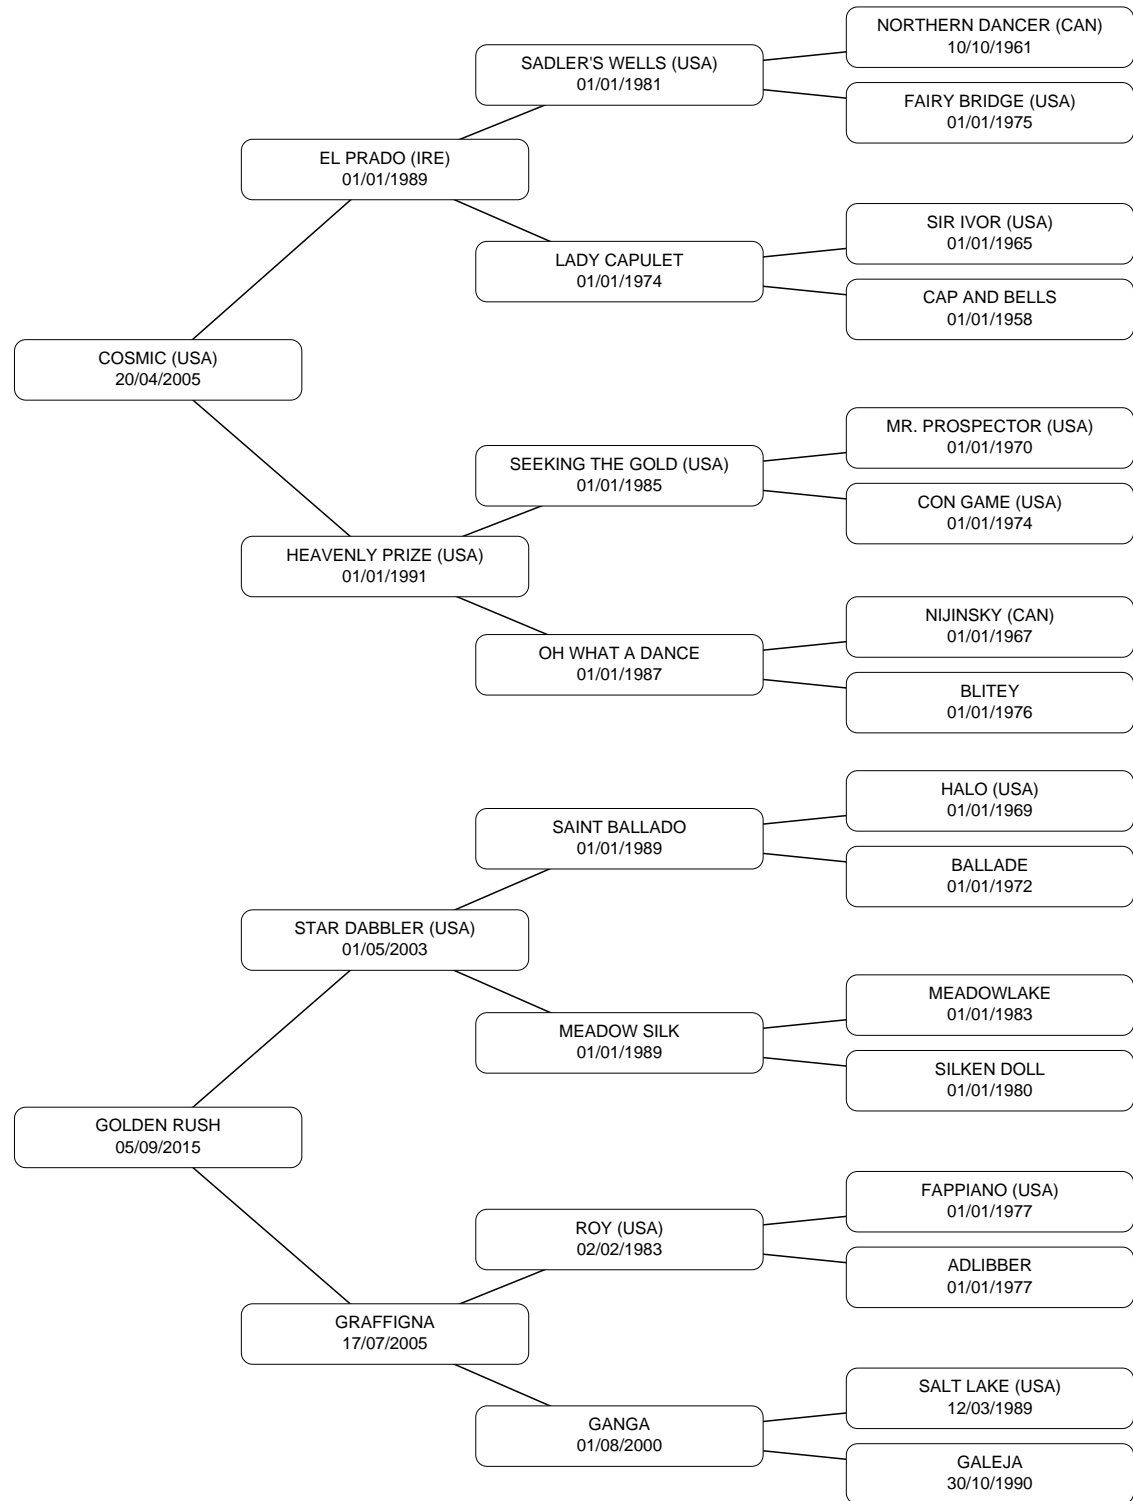 NORTHERN DANCER (CAN)
10/10/1961
SADLER'S WELLS (USA)
01/01/1981
FAIRY BRIDGE (USA)
01/01/1975
EL PRADO (IRE)
01/01/1989
SIR IVOR (USA)
01/01/1965
LADY CAPULET
01/01/1974
CAP AND BELLS
01/01/1958
COSMIC (USA)
20/04/2005
MR. PROSPECTOR (USA)
01/01/1970
SEEKING THE GOLD (USA)
01/01/1985
CON GAME (USA)
01/01/1974
HEAVENLY PRIZE (USA)
01/01/1991
NIJINSKY (CAN)
01/01/1967
OH WHAT A DANCE
01/01/1987
BLITEY
01/01/1976
HALO (USA)
01/01/1969
SAINT BALLADO
01/01/1989
BALLADE
01/01/1972
STAR DABBLER (USA)
01/05/2003
MEADOWLAKE
01/01/1983
MEADOW SILK
01/01/1989
SILKEN DOLL
01/01/1980
GOLDEN RUSH
05/09/2015
FAPPIANO (USA)
01/01/1977
ROY (USA)
02/02/1983
ADLIBBER
01/01/1977
GRAFFIGNA
17/07/2005
SALT LAKE (USA)
12/03/1989
GANGA
01/08/2000
GALEJA
30/10/1990